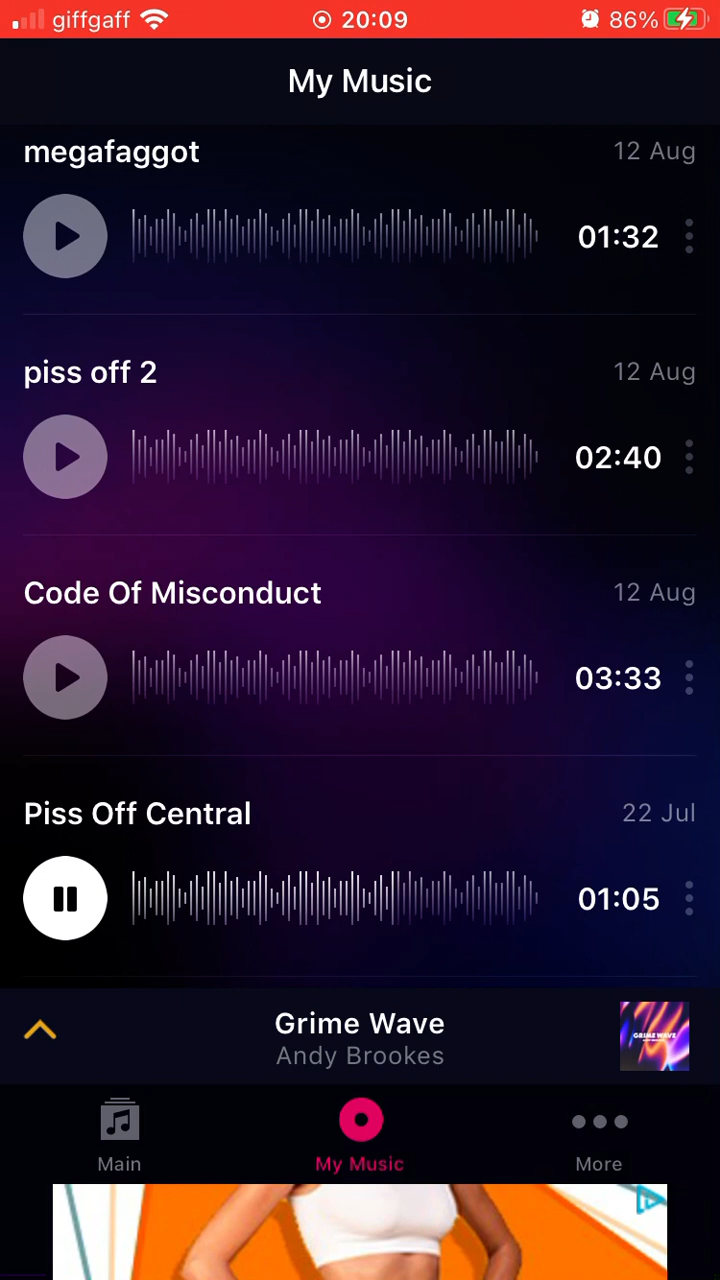 giffgaff 20:09 86%
My Music
megafaggot 12 Aug
01:32
piss off 2 12 Aug
02:40
Code Of Misconduct 12 Aug
03:33
Piss Off Central 22 Jul
01:05
Grime Wave
Andy Brookes
GRIME WAVE
Main My Music More